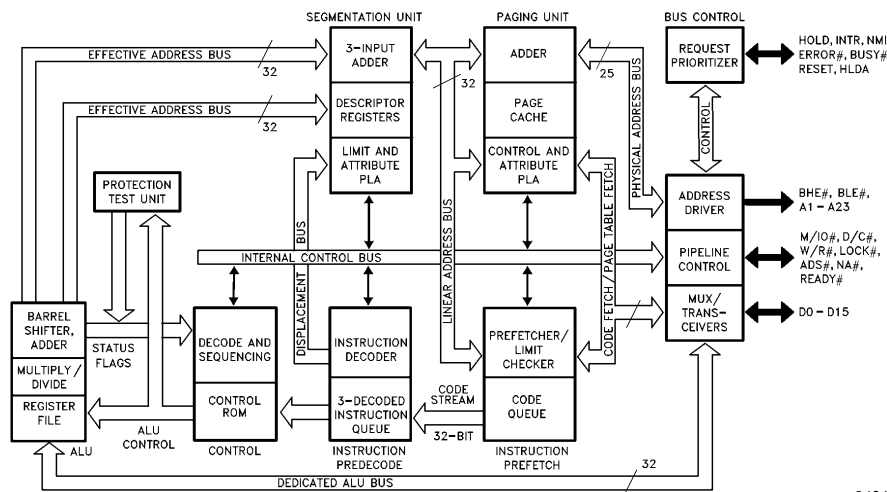 SEGMENTATION UNIT
PAGING UNIT
BUS CONTROL
EFFECTIVE ADDRESS BUS
32
3-INPUT
ADDER
32
ADDER
25
REQUEST
PRIORITIZER
HOLD, INTR, NMI
ERROR#, BUSY#
RESET, HLDA
EFFECTIVE ADDRESS BUS
32
DESCRIPTOR
REGISTERS
PAGE
CACHE
PHYSICAL ADDRESS BUS
CONTROL
LIMIT AND
ATTRIBUTE
PLA
CONTROL AND
ATTRIBUTE
PLA
PROTECTION
TEST UNIT
ADDRESS
DRIVER
BHE#, BLE#,
A1-A23
DISPLACEMENT BUS
LINEAR ADDRESS BUS
CODE FETCH/PAGE TABLE FETCH
INTERNAL CONTROL BUS
PIPELINE
CONTROL
M/IO#, D/C#,
W/R#, LOCK#,
ADS#, NA#,
READY#
BARREL
SHIFTER,
ADDER
STATUS
FLAGS
DECODE AND
SEQUENCING
INSTRUCTION
DECODER
PREFETCHER/
LIMIT
CHECKER
MUX/
TRANS-
CEIVERS
D0-D15
MULTIPLY/
DIVIDE
REGISTER
FILE
ALU
ALU
CONTROL
CONTROL
ROM
CONTROL
3-DECODED
INSTRUCTION
QUEUE
INSTRUCTION
PREDECODE
CODE
STREAM
32-BIT
CODE
QUEUE
INSTRUCTION
PREFETCH
DEDICATED ALU BUS
32